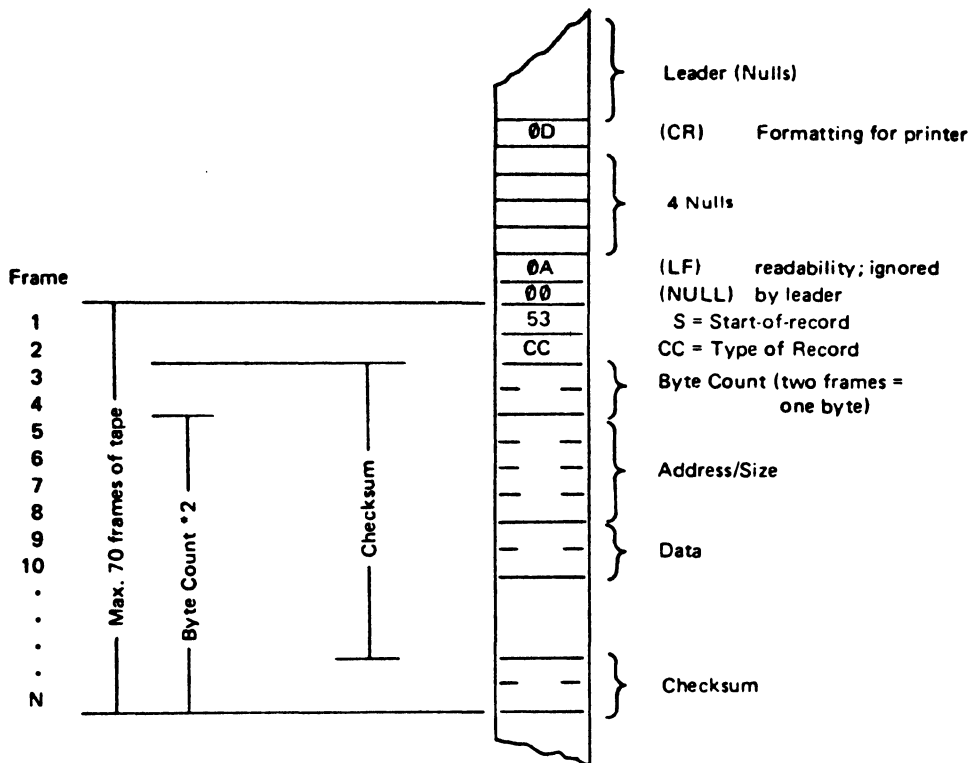 Leader (Nulls)
0D (CR) Formatting for printer
4 Nulls
0A (LF) readability; ignored
Frame
00 (NULL) by leader
1 53 S = Start-of-record
2 CC CC = Type of Record
3 Byte Count (two frames =
4 one byte)
5
6
7 Address/Size
8
9 Data
10
.
.
.
.
N Checksum
Max. 70 frames of tape
Byte Count *2
Checksum